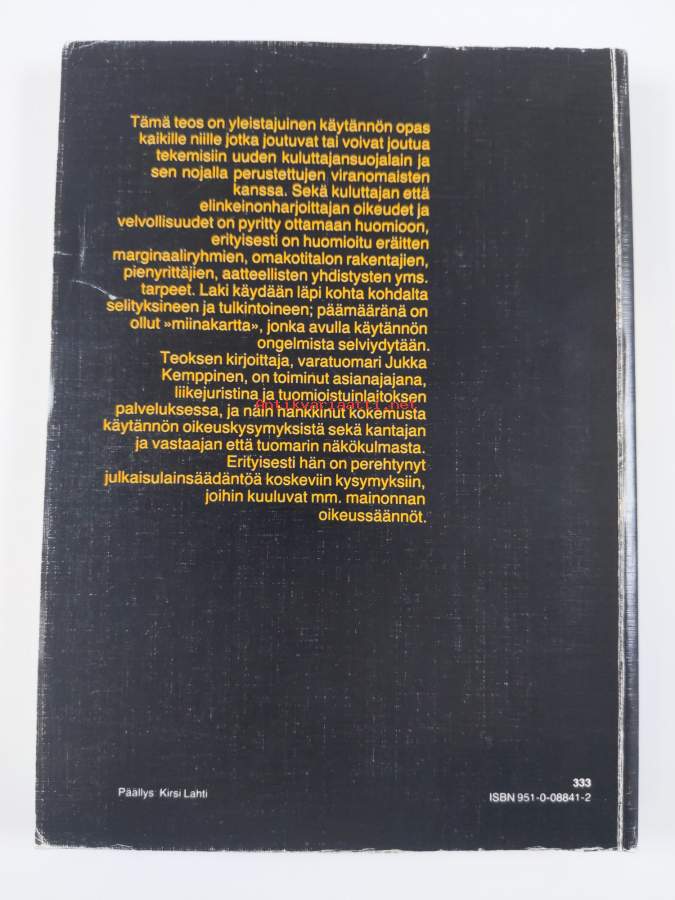 Tämä teos on yleistajuinen käytännön opas
kaikille niille jotka joutuvat tai voivat joutua
tekemisiin uuden kuluttajansuojalain ja
sen nojalla perustettujen viranomaisten
kanssa. Sekä kuluttajan että
elinkeinonharjoittajan oikeudet ja
velvollisuudet on pyritty ottamaan huomioon,
erityisesti on huomioitu eräitten
marginaaliryhmien, omakotitalon rakentajien,
pienyrittäjien, aatteellisten yhdistysten yms.
tarpeet. Laki käydään läpi kohta kohdalta
selityksineen ja tulkintoineen; päämääränä on
ollut »miinakartta», jonka avulla käytännön
ongelmista selviydytään.
Teoksen kirjoittaja, varatuomari Jukka
Kemppinen, on toiminut asianajajana,
liikejuristina ja tuomioistuinlaitoksen
Antikvariaatti.net
palveluksessa, ja näin hankkinut kokemusta
käytännön oikeuskysymyksistä sekä kantajan
ja vastaajan että tuomarin näkökulmasta.
Erityisesti hän on perehtynyt
julkaisulainsäädäntöä koskeviin kysymyksiin,
joihin kuuluvat mm. mainonnan
oikeussäännöt.
333
Päällys: Kirsi Lahti
ISBN 951-0-08841-2